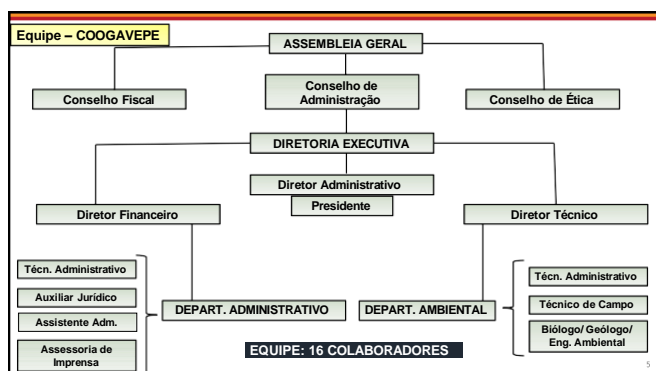 Equipe – COOGAVEPE
ASSEMBLEIA GERAL
Conselho Fiscal
Conselho de
Administração
Conselho de Ética
DIRETORIA EXECUTIVA
Diretor Administrativo
Presidente
Diretor Financeiro
Diretor Técnico
Técn. Administrativo
Auxiliar Jurídico
Assistente Adm.
Assessoria de
Imprensa
DEPART. ADMINISTRATIVO
DEPART. AMBIENTAL
Técn. Administrativo
Técnico de Campo
Biólogo/ Geólogo/
Eng. Ambiental
EQUIPE: 16 COLABORADORES
5